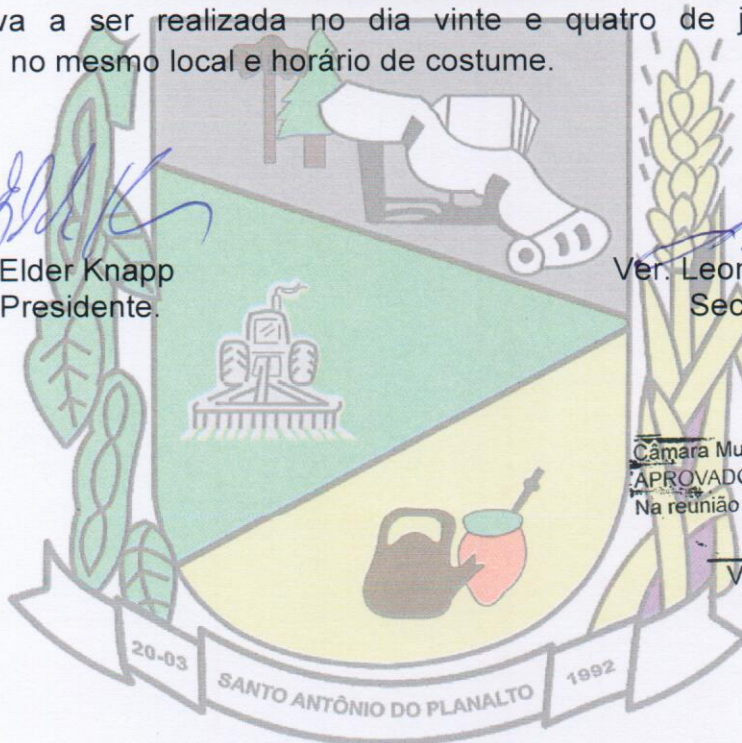 va a ser realizada no dia vinte e quatro de j
no mesmo local e horário de costume.
Elder Knapp
Presidente.
Ver. Leon
Sec
Câmara Mu
APROVADO
Na reunião
V
20-03
SANTO ANTÔNIO DO PLANALTO
1992